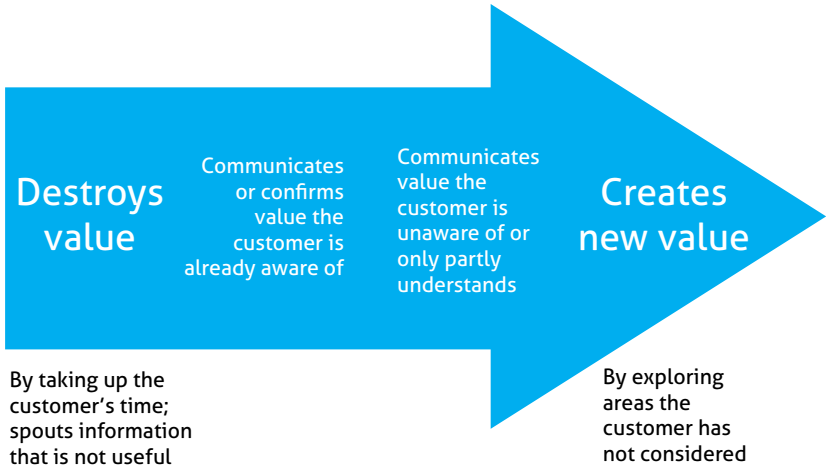 Destroys
value
Communicates
or confirms
value the
customer is
already aware of
Communicates
value the
customer is
unaware of or
only partly
understands
Creates
new value
By taking up the
customer’s time;
spouts information
that is not useful
By exploring
areas the
customer has
not considered